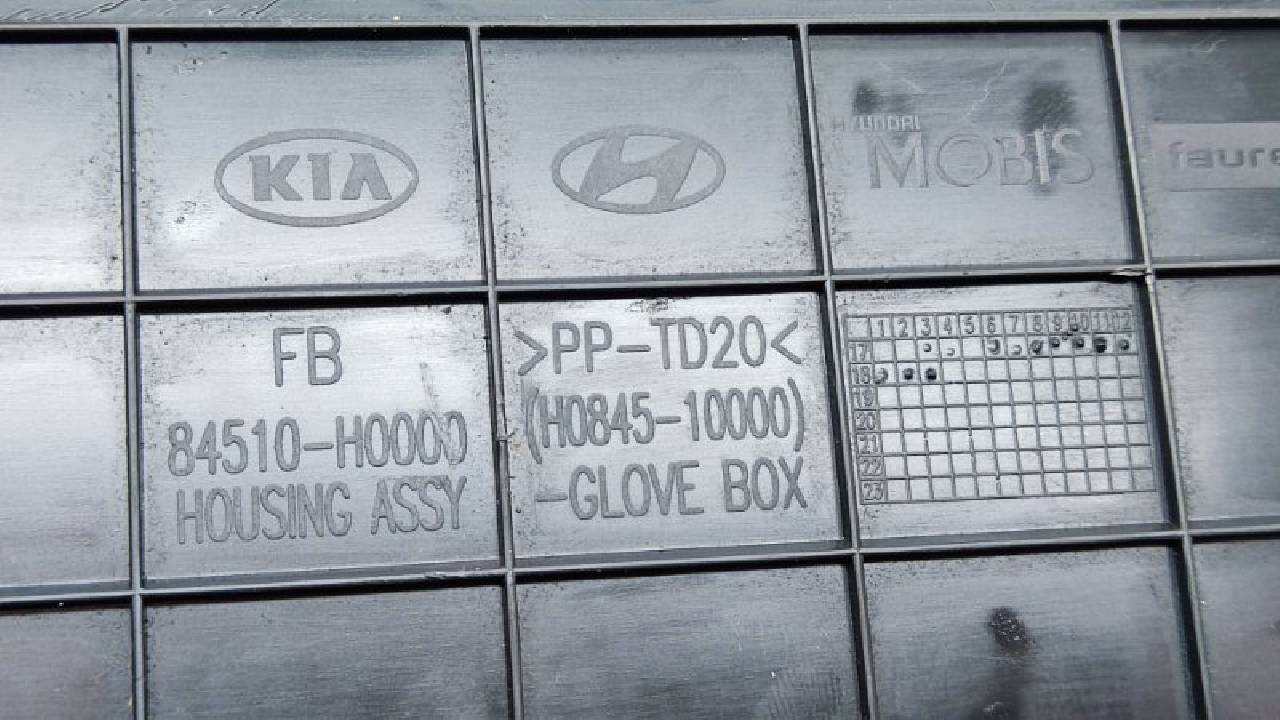 KIA
HYUNDAI
MOBIS
faure
FB
84510-H0000
HOUSING ASSY
>PP-TD20<
(H0845-10000)
-GLOVE BOX
1 2 3 4 5 6 7 8 9 10 11 12
17
18
19
20
21
22
23